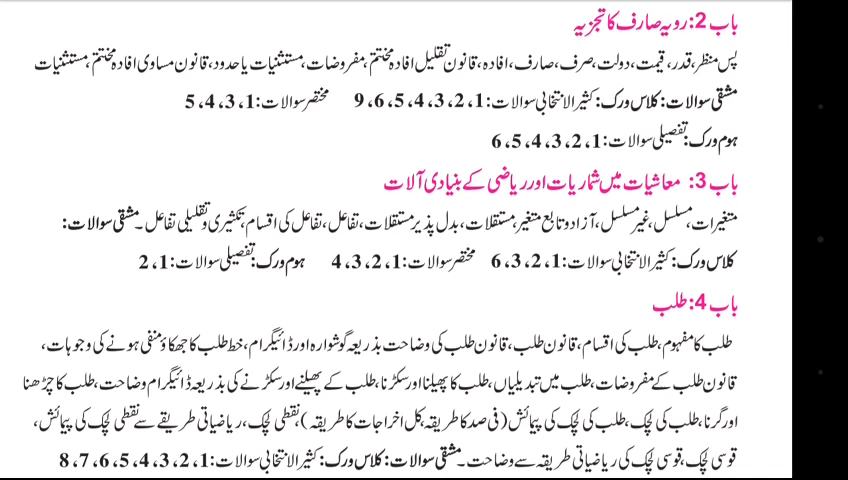 باب 2: رویہ صارف کا تجزیہ
پس منظر، قدر، قیمت، دولت، صرف، صارف، افادہ، قانون تقلیل افادہ مختتم، مفروضات، مستثنیات یا حدود، قانون مساوی افادہ مختتم، مستثنیات
مشقی سوالات: کلاس ورک: کثیر الانتخابی سوالات: 1، 2، 3، 4، 5، 6، 9 مختصر سوالات: 1، 3، 4، 5
ہوم ورک: تفصیلی سوالات: 1، 2، 3، 4، 5، 6
باب 3: معاشیات میں شماریات اور ریاضی کے بنیادی آلات
متغیرات، مسلسل، غیر مسلسل، آزاد و تابع متغیر، مستقلات، بدل پذیر مستقلات، تفاعل، تفاعل کی اقسام، تکثیری و تقلیلی تفاعل ۔ مشقی سوالات:
کلاس ورک: کثیر الانتخابی سوالات: 1، 2، 3، 6 مختصر سوالات: 1، 2، 3، 4 ہوم ورک: تفصیلی سوالات: 1، 2
باب 4: طلب
طلب کا مفہوم، طلب کی اقسام، قانون طلب، قانون طلب کی وضاحت بذریعہ گوشوارہ اور ڈائیگرام، خط طلب کا جھکاؤ منفی ہونے کی وجوہات،
قانون طلب کے مفروضات، طلب میں تبدیلیاں، طلب کا پھیلنا اور سکڑنا، طلب کے پھیلنے اور سکڑنے کی بذریعہ ڈائیگرام وضاحت، طلب کا چڑھنا
اور گرنا، طلب کی لچک، طلب کی لچک کی پیمائش (فی صد کا طریقہ، کل اخراجات کا طریقہ)، نقطی لچک، ریاضیاتی طریقے سے نقطی لچک کی پیمائش،
قوسی لچک، قوسی لچک کی ریاضیاتی طریقہ سے وضاحت ۔ مشقی سوالات: کلاس ورک: کثیر الانتخابی سوالات: 1، 2، 3، 4، 5، 6، 7، 8